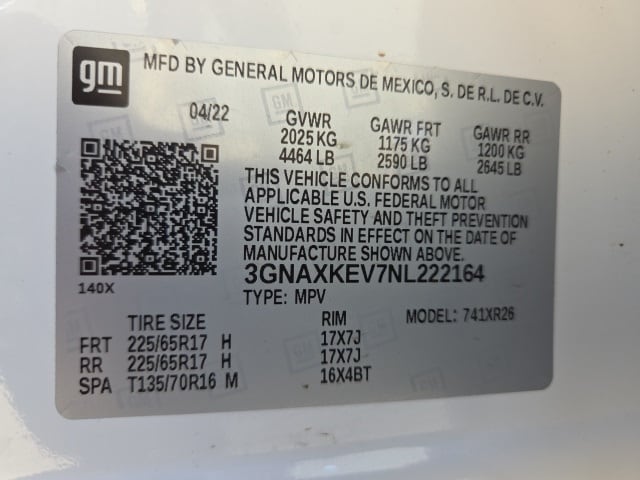 gm MFD BY GENERAL MOTORS DE MEXICO, S. DE R.L. DE C.V.
04/22 GVWR GAWR FRT GAWR RR
2025 KG 1175 KG 1200 KG
4464 LB 2590 LB 2645 LB
THIS VEHICLE CONFORMS TO ALL
APPLICABLE U.S. FEDERAL MOTOR
VEHICLE SAFETY AND THEFT PREVENTION
STANDARDS IN EFFECT ON THE DATE OF
MANUFACTURE SHOWN ABOVE.
3GNAXKEV7NL222164
140X
TYPE: MPV MODEL: 741XR26
TIRE SIZE RIM
FRT 225/65R17 H 17X7J
RR 225/65R17 H 17X7J
SPA T135/70R16 M 16X4BT